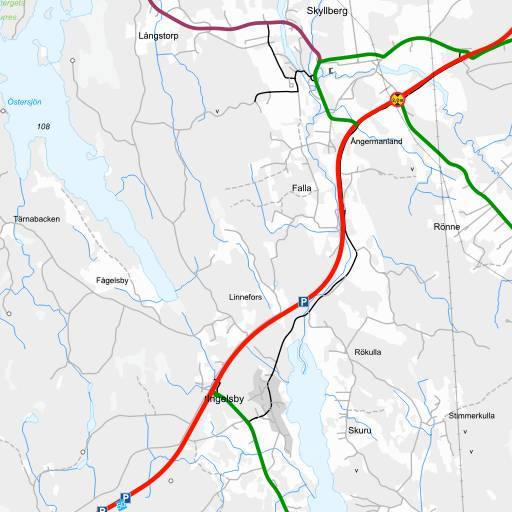 Skyllberg
Långstorp
Östersjön
108
Ångermanland
Falla
Tärnabacken
Rönne
Fågelsby
Linnefors
P
Rökulla
Ingelsby
Stimmerkulla
Skuru
P
P